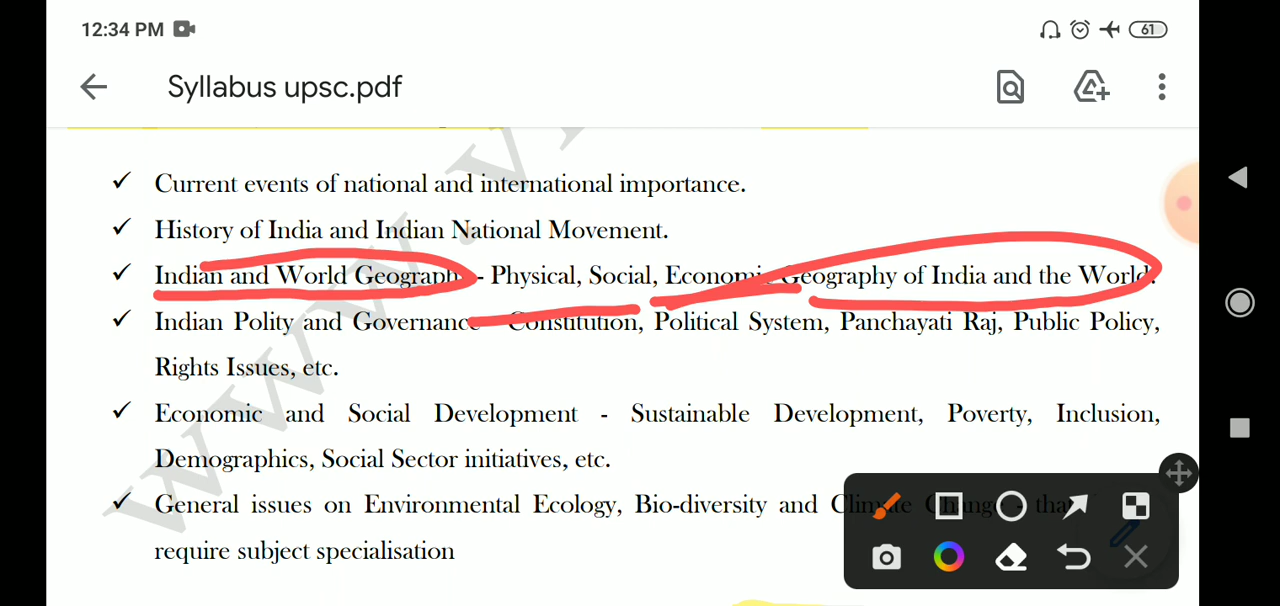 12:34 PM
61
Syllabus upsc.pdf
✓ Current events of national and international importance.
✓ History of India and Indian National Movement.
✓ Indian and World Geography - Physical, Social, Economic Geography of India and the World.
✓ Indian Polity and Governance - Constitution, Political System, Panchayati Raj, Public Policy,
Rights Issues, etc.
✓ Economic and Social Development - Sustainable Development, Poverty, Inclusion,
Demographics, Social Sector initiatives, etc.
✓ General issues on Environmental Ecology, Bio-diversity and Climate Change - that
require subject specialisation
www.v